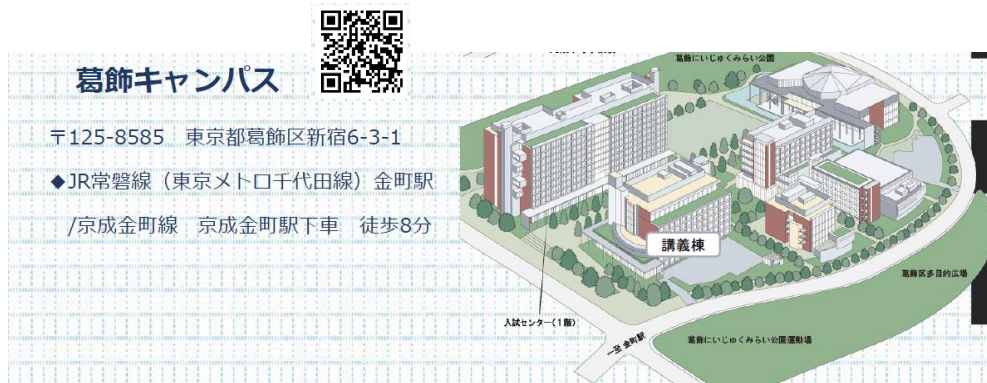 葛飾キャンパス
〒125-8585 東京都葛飾区新宿6-3-1
◆JR常磐線（東京メトロ千代田線）金町駅
/京成金町線 京成金町駅下車 徒歩8分
葛飾にいじゅくみらい公園
講義棟
葛飾区多目的広場
入試センター(1階)
至 金町駅
葛飾にいじゅくみらい公園運動場